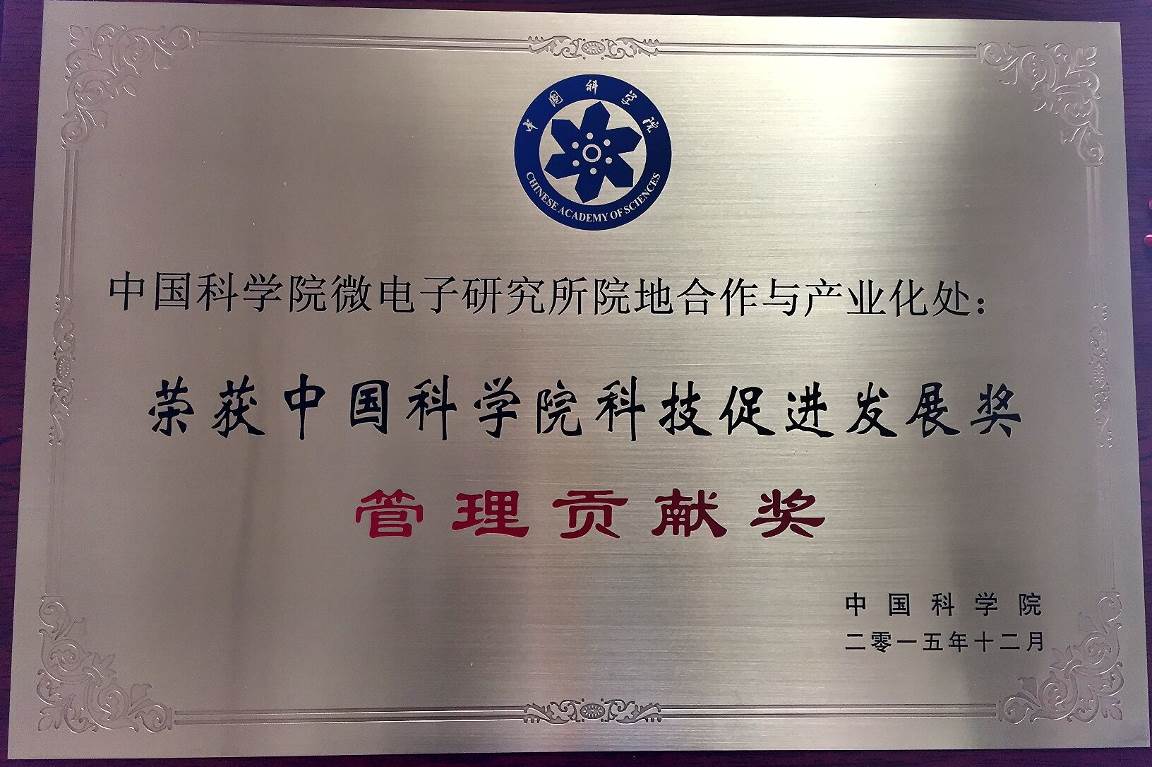 中国科学院
CHINESE ACADEMY OF SCIENCES
中国科学院微电子研究所院地合作与产业化处：
荣获中国科学院科技促进发展奖
管理贡献奖
中国科学院
二零一五年十二月